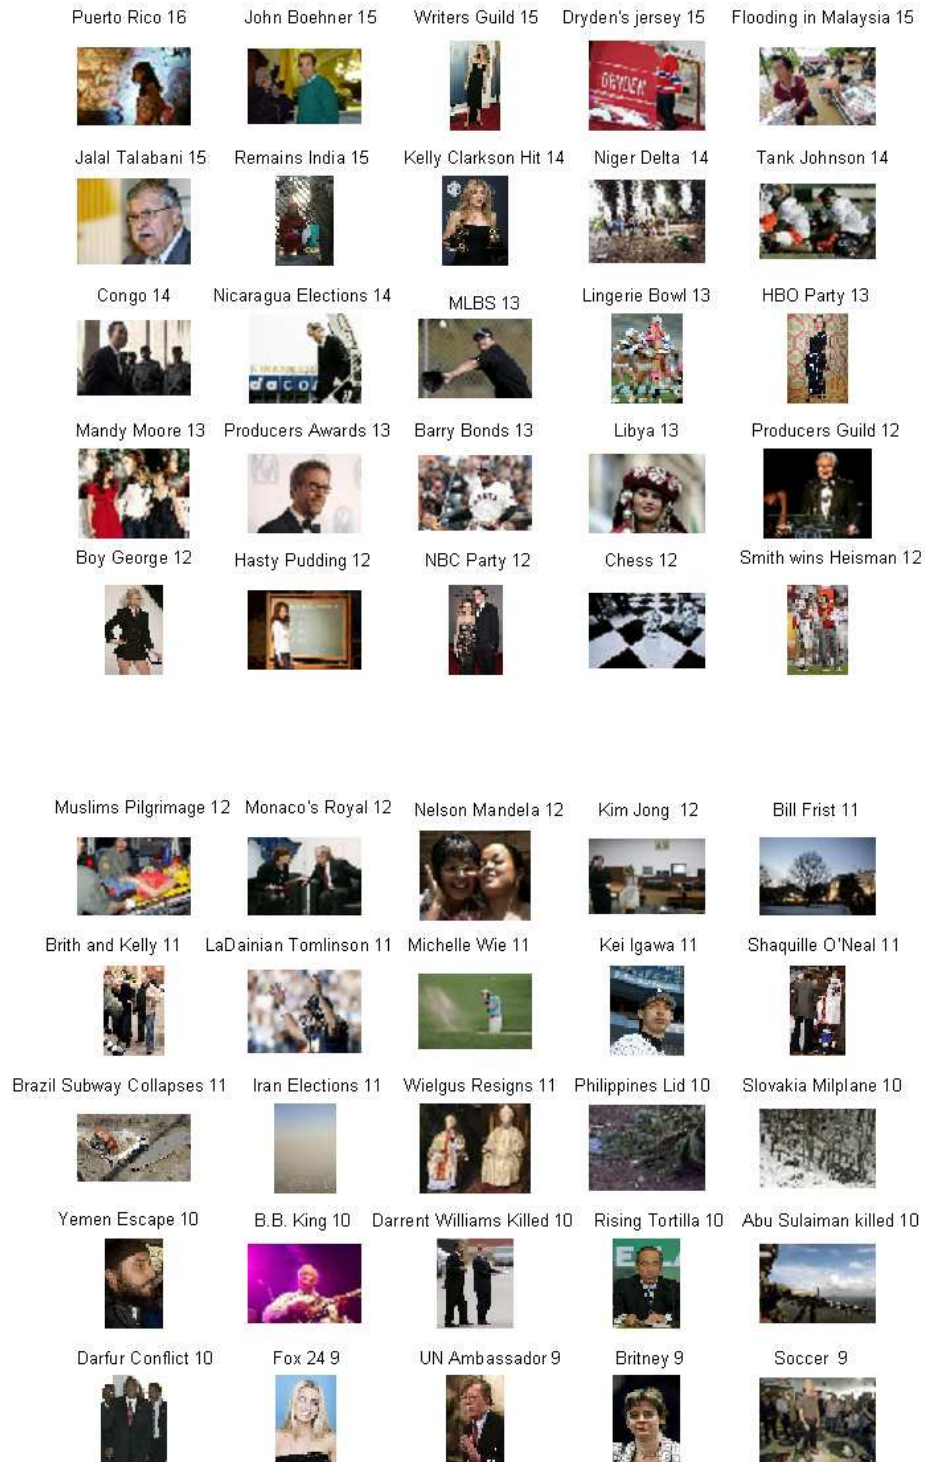 Puerto Rico 16 John Boehner 15 Writers Guild 15 Dryden's jersey 15 Flooding in Malaysia 15
DRYDEN
Jalal Talabani 15 Remains India 15 Kelly Clarkson Hit 14 Niger Delta 14 Tank Johnson 14
Congo 14 Nicaragua Elections 14 MLBS 13 Lingerie Bowl 13 HBO Party 13
Mandy Moore 13 Producers Awards 13 Barry Bonds 13 Libya 13 Producers Guild 12
Boy George 12 Hasty Pudding 12 NBC Party 12 Chess 12 Smith wins Heisman 12
Muslims Pilgrimage 12 Monaco's Royal 12 Nelson Mandela 12 Kim Jong 12 Bill Frist 11
Brith and Kelly 11 LaDainian Tomlinson 11 Michelle Wie 11 Kei Igawa 11 Shaquille O'Neal 11
Brazil Subway Collapses 11 Iran Elections 11 Wielgus Resigns 11 Philippines Lid 10 Slovakia Milplane 10
Yemen Escape 10 B.B. King 10 Darrent Williams Killed 10 Rising Tortilla 10 Abu Sulaiman killed 10
Darfur Conflict 10 Fox 24 9 UN Ambassador 9 Britney 9 Soccer 9